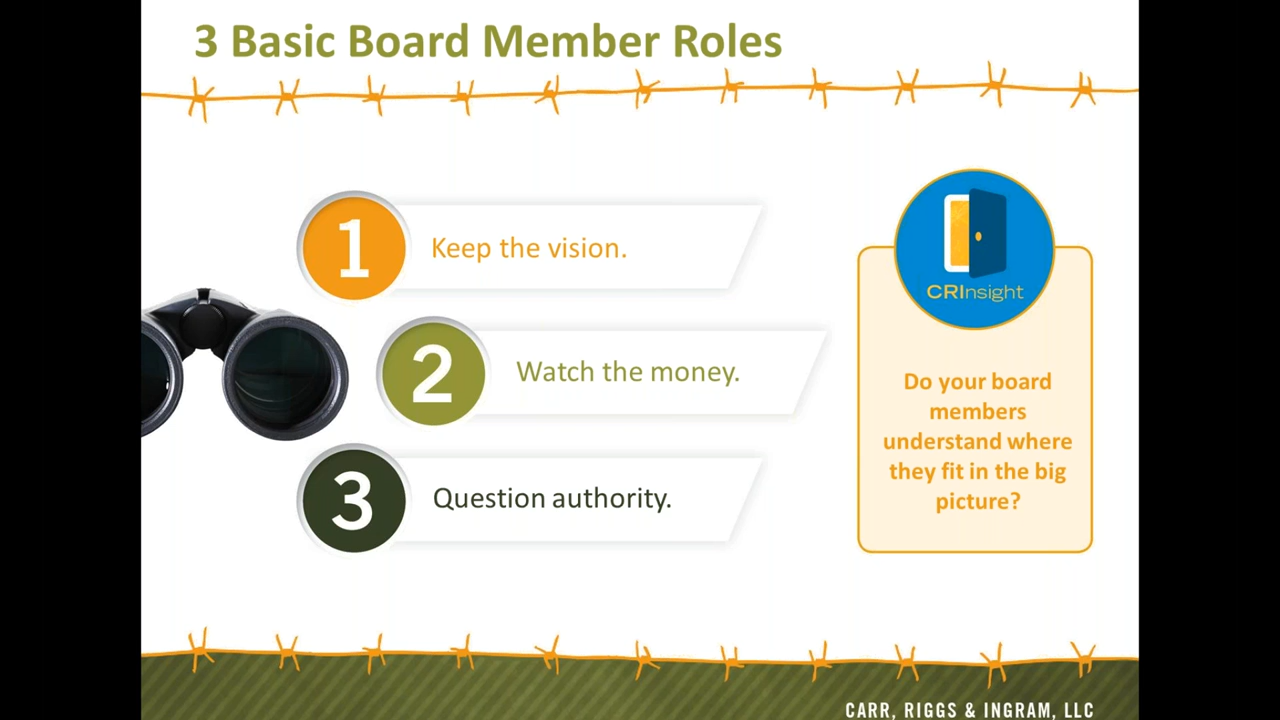 3 Basic Board Member Roles
1
Keep the vision.
2
Watch the money.
3
Question authority.
CRInsight
Do your board
members
understand where
they fit in the big
picture?
CARR, RIGGS & INGRAM, LLC